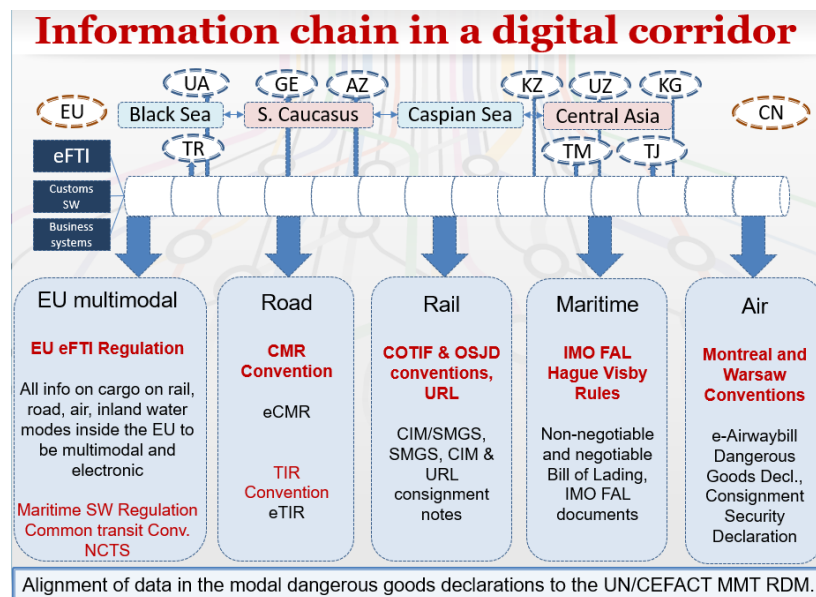 Information chain in a digital corridor
UA
GE
AZ
KZ
UZ
KG
EU
CN
Black Sea
S. Caucasus
Caspian Sea
Central Asia
TR
TM
TJ
eFTI
Customs
SW
Business
systems
EU multimodal
EU eFTI Regulation
All info on cargo on rail,
road, air, inland water
modes inside the EU to
be multimodal and
electronic
Maritime SW Regulation
Common transit Conv.
NCTS
Road
CMR
Convention
eCMR
TIR
Convention
eTIR
Rail
COTIF & OSJD
conventions,
URL
CIM/SMGS,
SMGS, CIM &
URL
consignment
notes
Maritime
IMO FAL
Hague Visby
Rules
Non-negotiable
and negotiable
Bill of Lading,
IMO FAL
documents
Air
Montreal and
Warsaw
Conventions
e-Airwaybill
Dangerous
Goods Decl.,
Consignment
Security
Declaration
Alignment of data in the modal dangerous goods declarations to the UN/CEFACT MMT RDM.